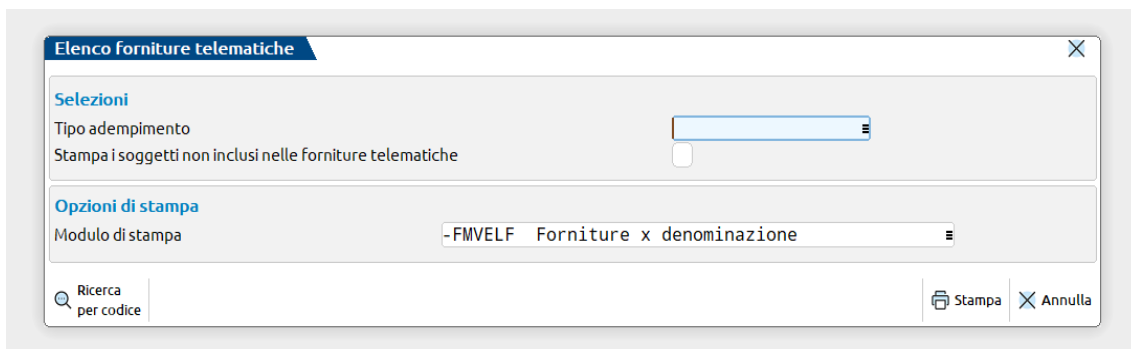 Elenco forniture telematiche
Selezioni
Tipo adempimento
Stampa i soggetti non inclusi nelle forniture telematiche
Opzioni di stampa
Modulo di stampa -FMVELF Forniture x denominazione
Ricerca
per codice
Stampa Annulla